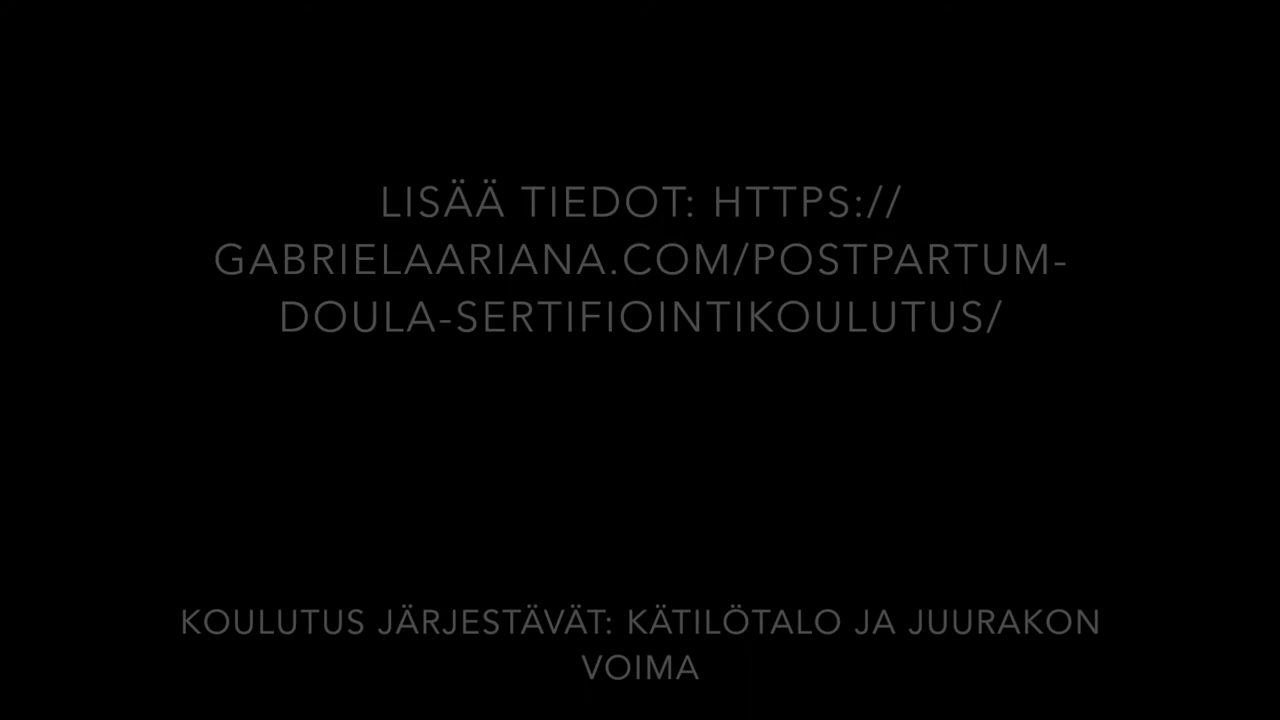 LISÄÄ TIEDOT: HTTPS://
GABRIELAARIANA.COM/POSTPARTUM-
DOULA-SERTIFIOINTIKOULUTUS/
KOULUTUS JÄRJESTÄVÄT: KÄTILÖTALO JA JUURAKON
VOIMA